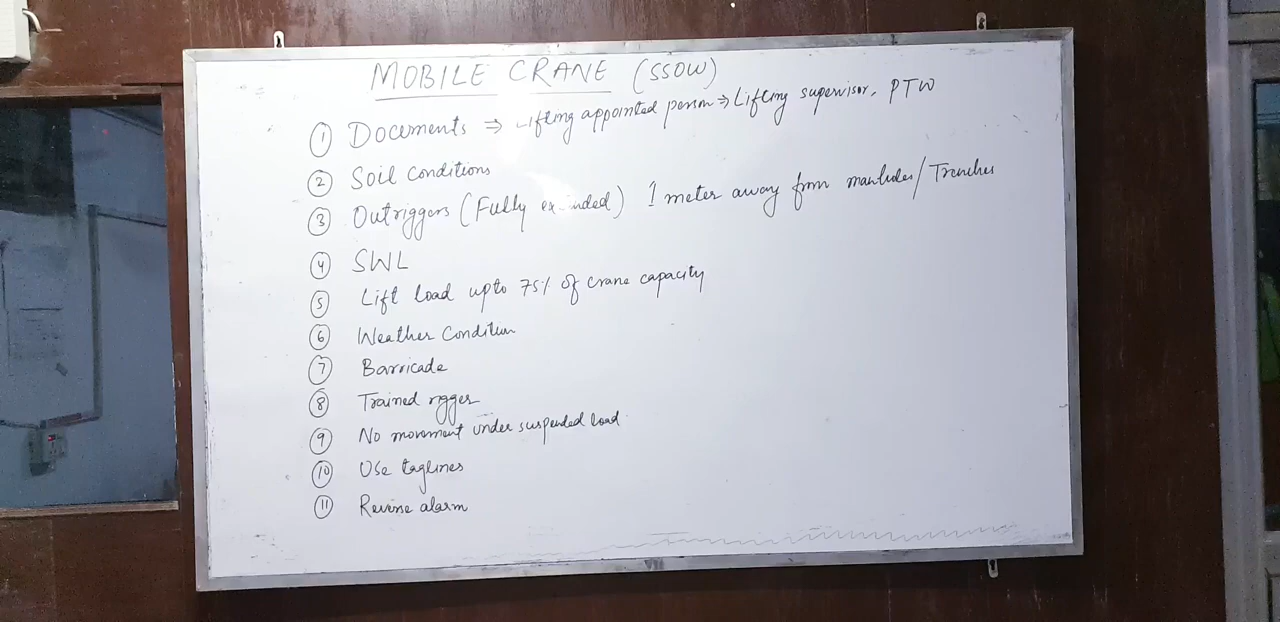 MOBILE CRANE (SSOW)
① Documents ⇒ Lifting appointed person ⇒ Lifting supervisor, PTW
② Soil conditions
③ Outriggers (Fully extended) 1 meter away from manholes/Trenches
④ SWL
⑤ Lift load upto 75% of crane capacity
⑥ Weather Condition
⑦ Barricade
⑧ Trained rigger
⑨ No movement under suspended load
⑩ Use taglines
⑪ Reverse alarm